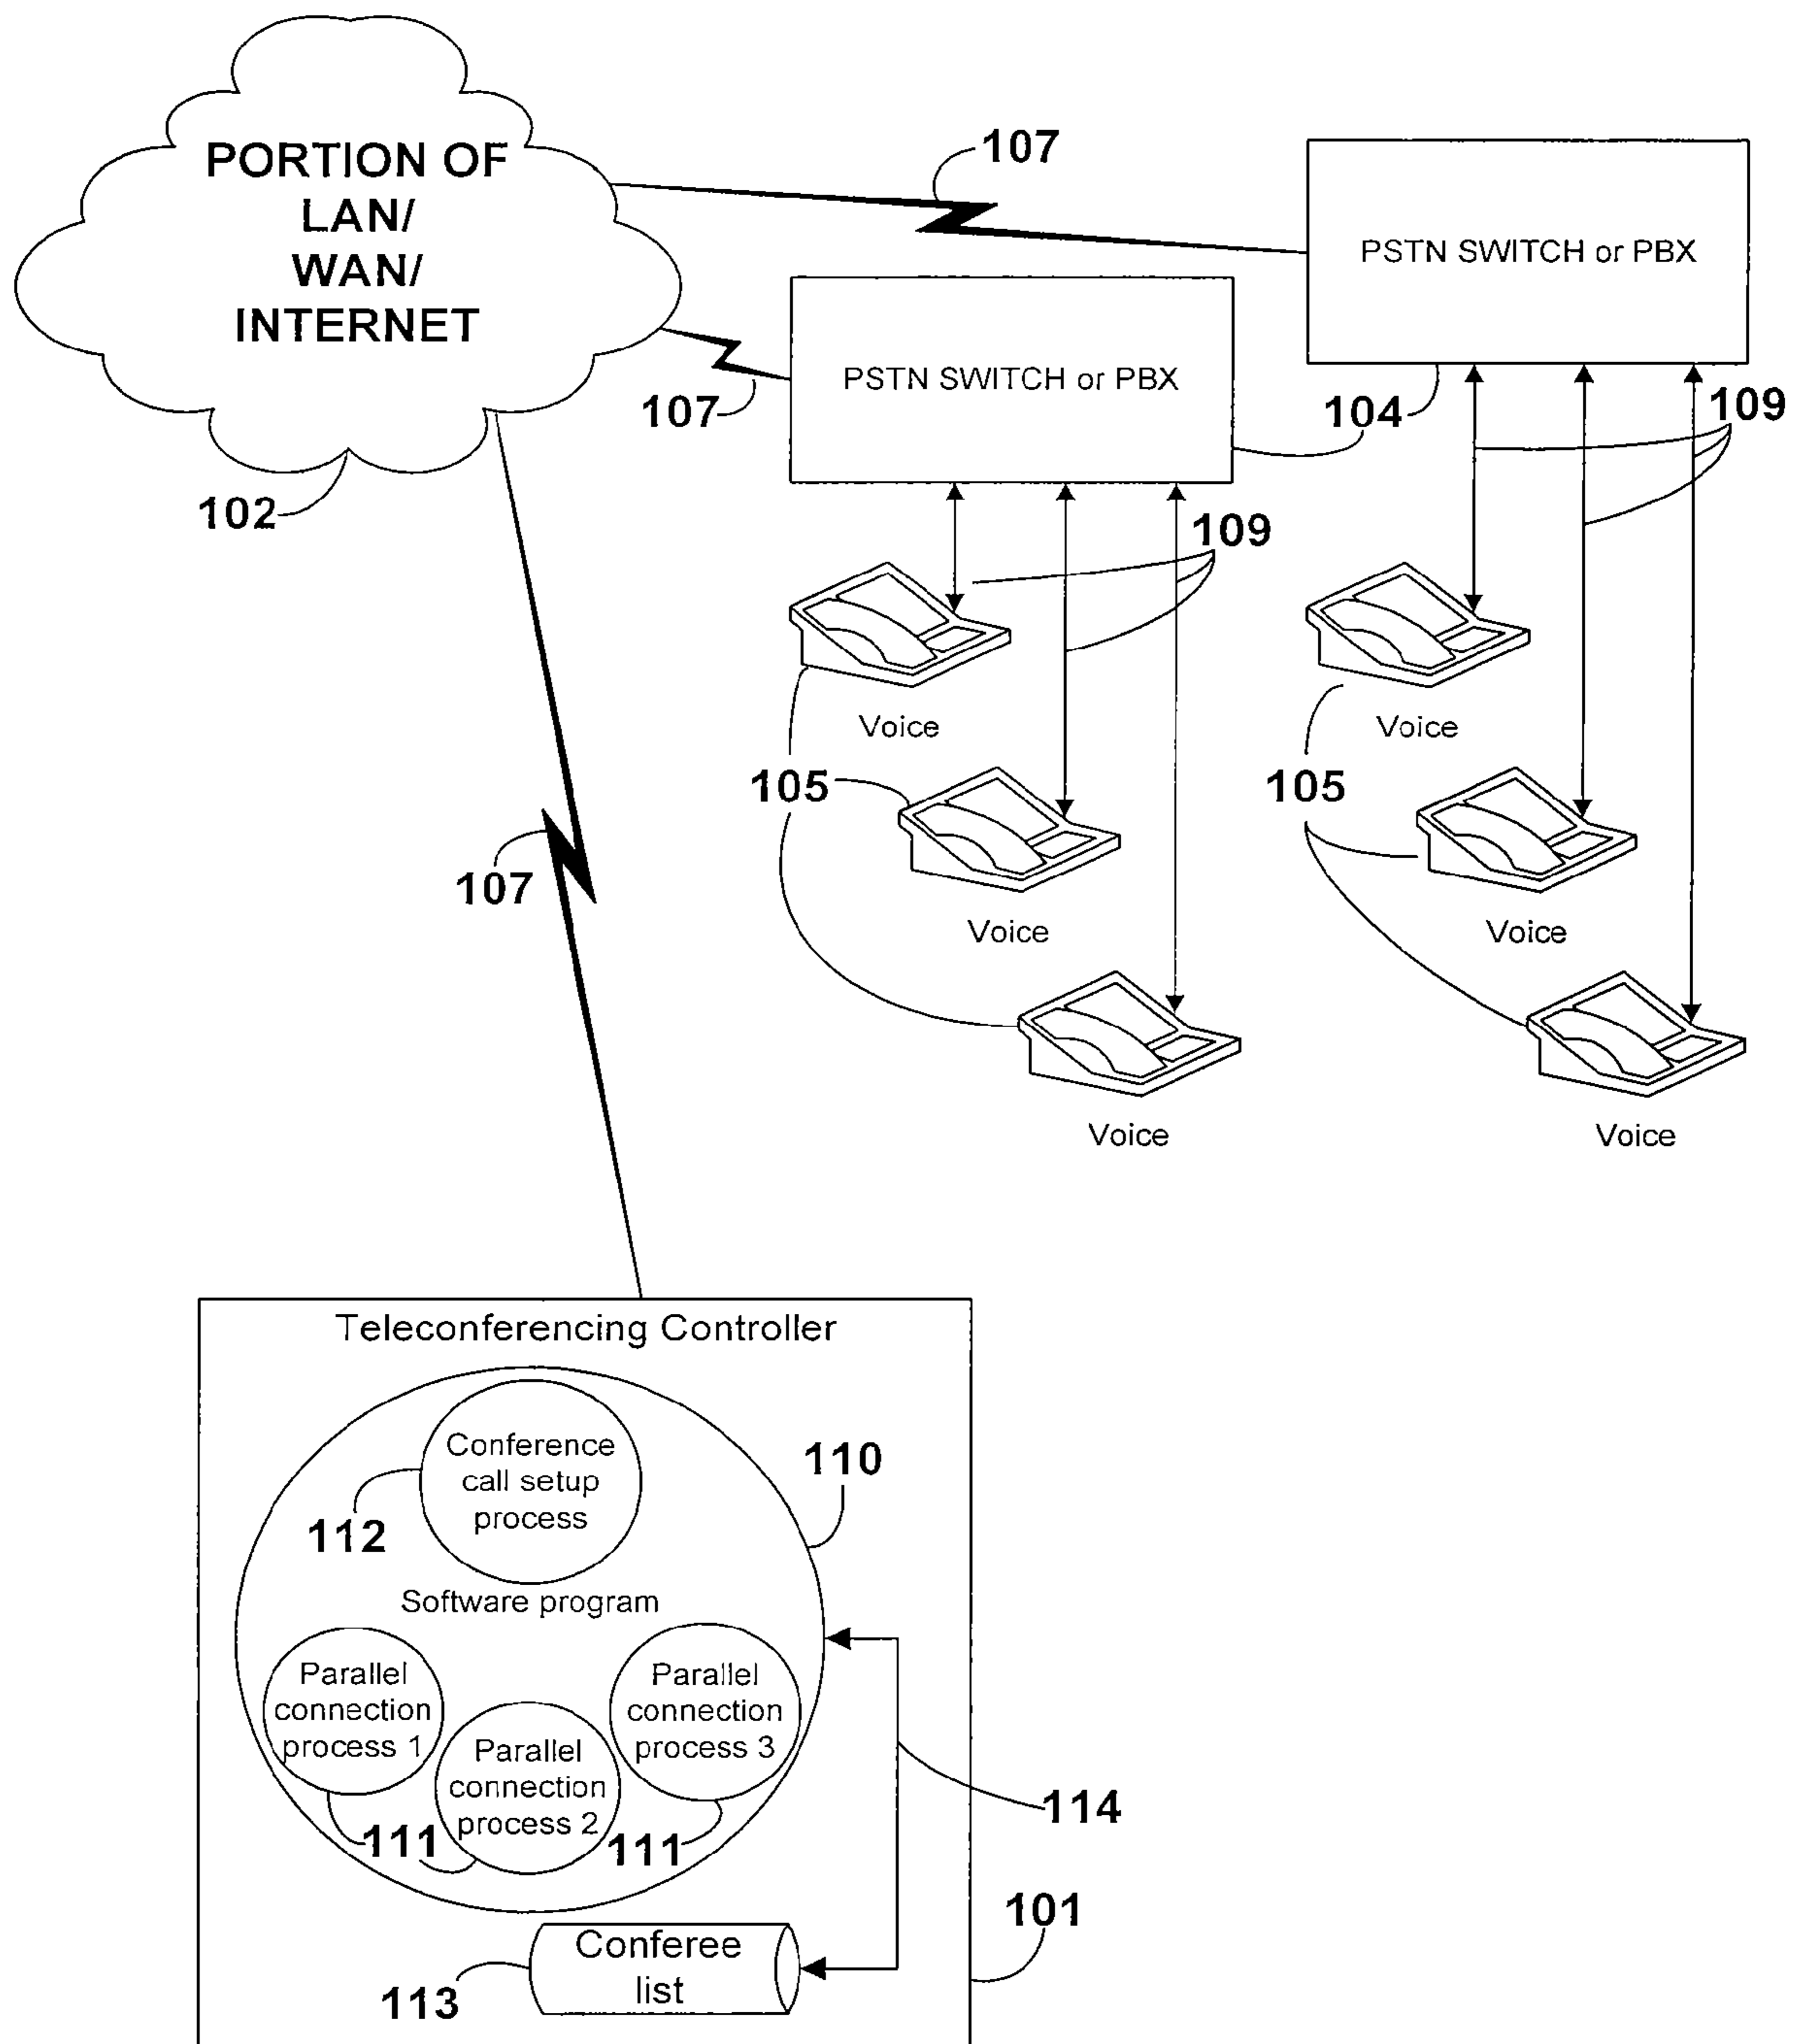 PORTION OF
LAN/
WAN/
INTERNET
102
107
PSTN SWITCH or PBX
107
PSTN SWITCH or PBX
104
109
109
Voice
Voice
105
105
Voice
Voice
Voice
Voice
107
Teleconferencing Controller
Conference
call setup
process
110
112
Software program
Parallel
connection
process 1
Parallel
connection
process 2
Parallel
connection
process 3
111
111
114
101
Conferee
list
113